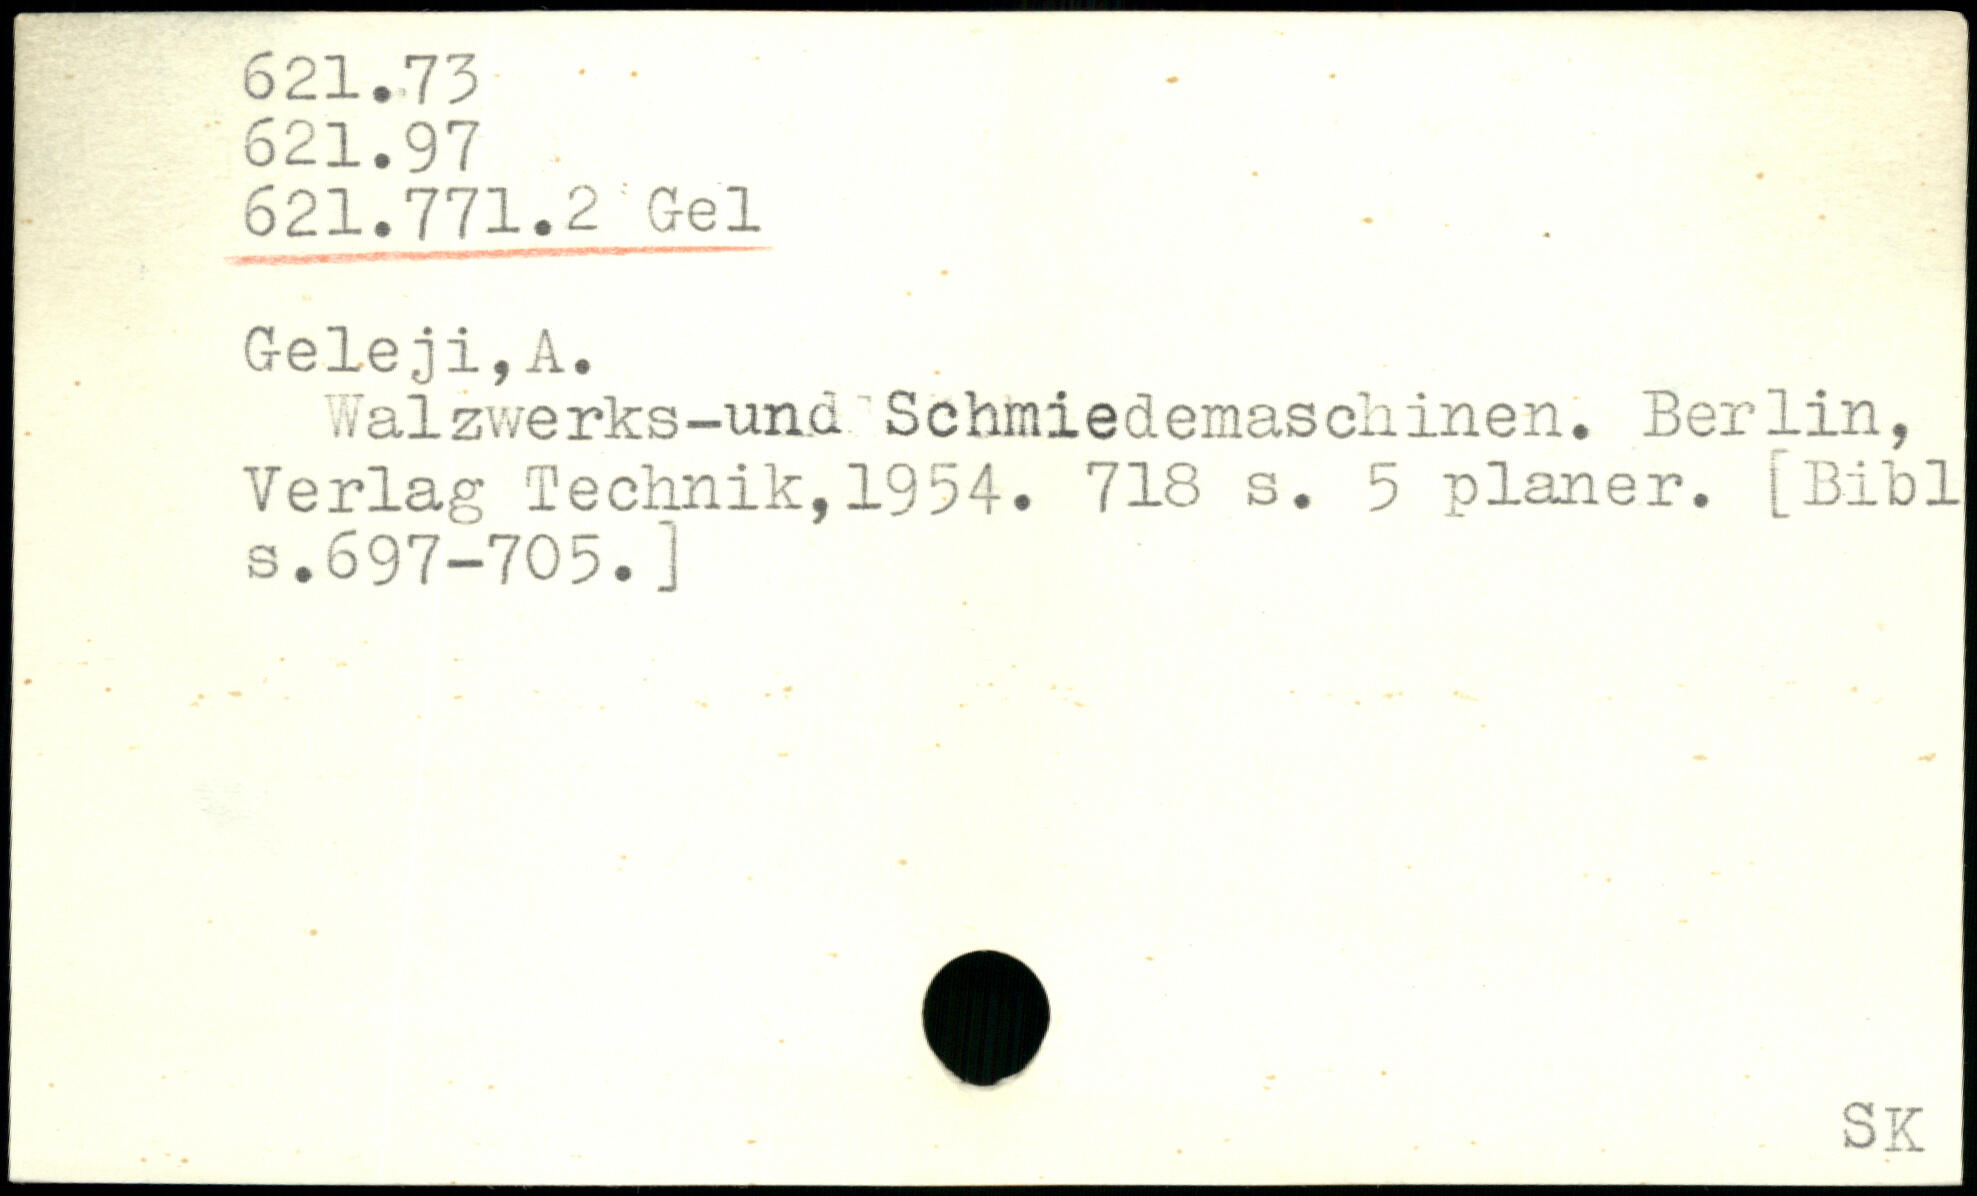 621.73
621.97
621.771.2 Gel
Geleji,A.
Walzwerks-und Schmiedemaschinen. Berlin,
Verlag Technik,1954. 718 s. 5 planer. [Bibl
s.697-705.]
SK